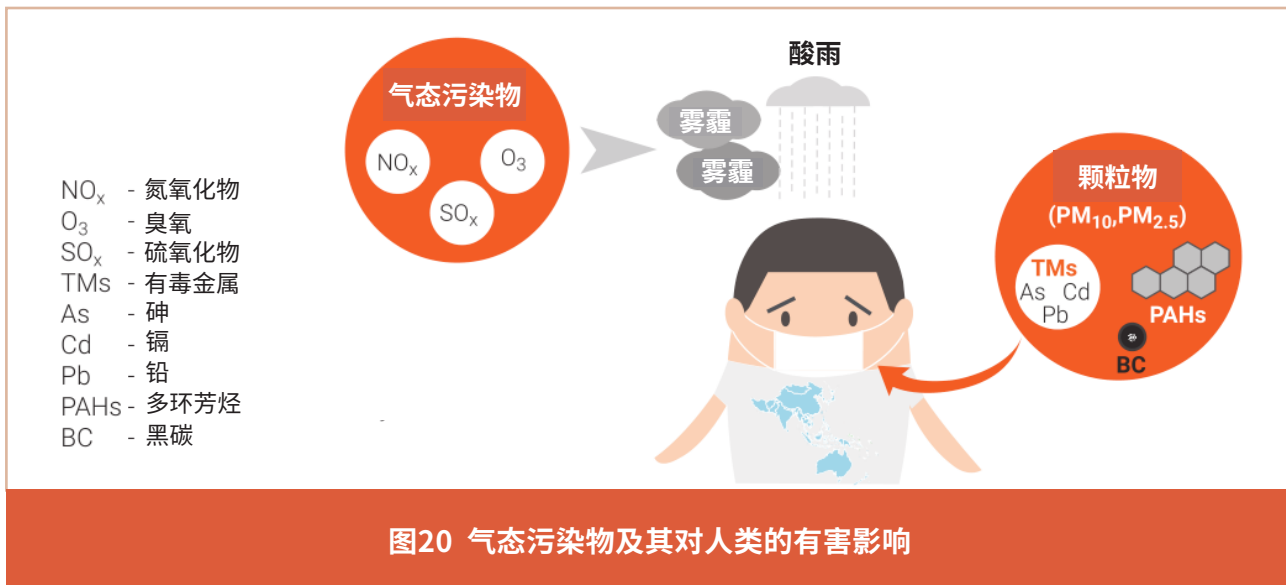 酸雨
气态污染物
NOₓ
O₃
SOₓ
雾霾
雾霾
颗粒物
(PM₁₀,PM₂.₅)
TMs
As Cd
Pb
PAHs
BC
NOₓ - 氮氧化物
O₃ - 臭氧
SOₓ - 硫氧化物
TMs - 有毒金属
As - 砷
Cd - 镉
Pb - 铅
PAHs - 多环芳烃
BC - 黑碳
图20 气态污染物及其对人类的有害影响